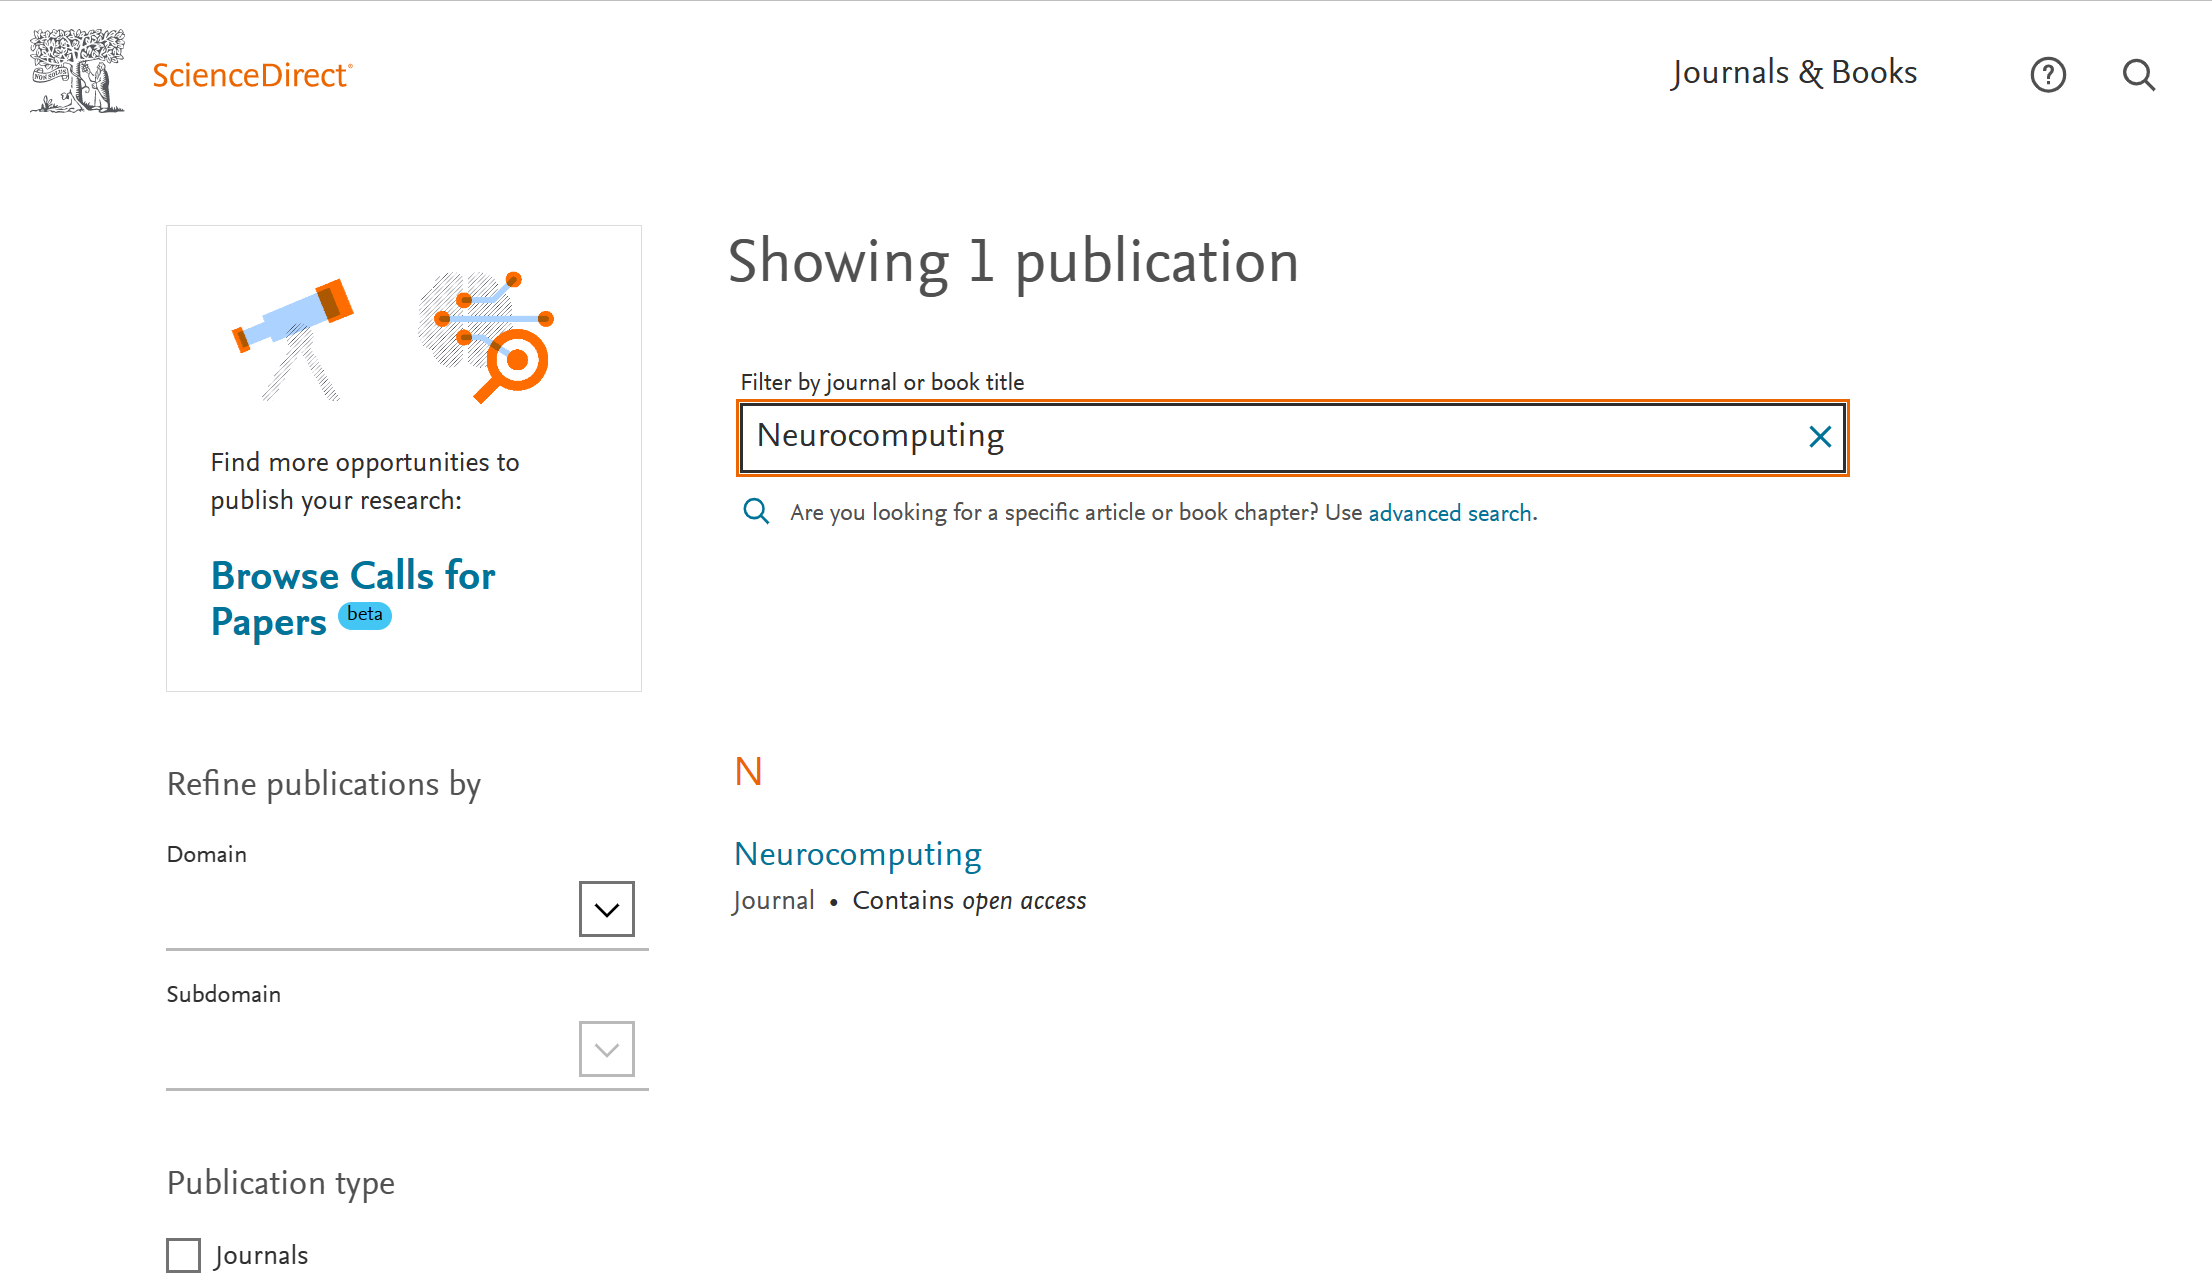 NON SOLUS
ScienceDirect®
Journals & Books
Find more opportunities to
publish your research:
Browse Calls for
Papers beta
Refine publications by
Domain
Subdomain
Publication type
Journals
Showing 1 publication
Filter by journal or book title
Neurocomputing
Are you looking for a specific article or book chapter? Use advanced search.
N
Neurocomputing
Journal • Contains open access